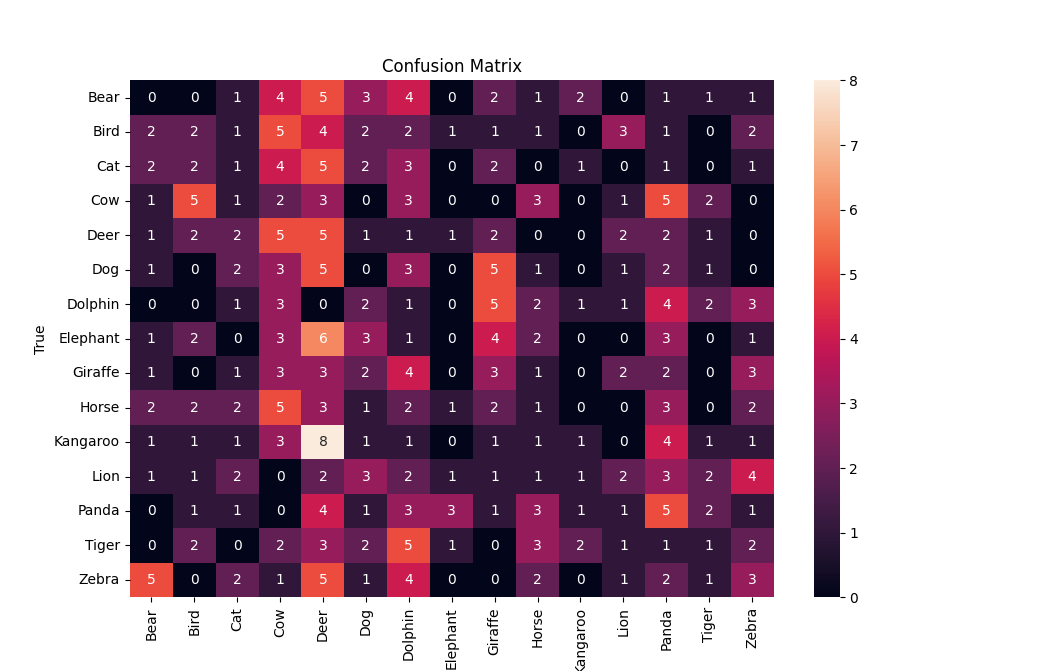 Confusion Matrix
Bear 0 0 1 4 5 3 4 0 2 1 2 0 1 1 1
Bird 2 2 1 5 4 2 2 1 1 1 0 3 1 0 2
Cat 2 2 1 4 5 2 3 0 2 0 1 0 1 0 1
Cow 1 5 1 2 3 0 3 0 0 3 0 1 5 2 0
Deer 1 2 2 5 5 1 1 1 2 0 0 2 2 1 0
Dog 1 0 2 3 5 0 3 0 5 1 0 1 2 1 0
Dolphin 0 0 1 3 0 2 1 0 5 2 1 1 4 2 3
Elephant 1 2 0 3 6 3 1 0 4 2 0 0 3 0 1
Giraffe 1 0 1 3 3 2 4 0 3 1 0 2 2 0 3
Horse 2 2 2 5 3 1 2 1 2 1 0 0 3 0 2
Kangaroo 1 1 1 3 8 1 1 0 1 1 1 0 4 1 1
Lion 1 1 2 0 2 3 2 1 1 1 1 2 3 2 4
Panda 0 1 1 0 4 1 3 3 1 3 1 1 5 2 1
Tiger 0 2 0 2 3 2 5 1 0 3 2 1 1 1 2
Zebra 5 0 2 1 5 1 4 0 0 2 0 1 2 1 3
True
Bear Bird Cat Cow Deer Dog Dolphin Elephant Giraffe Horse Kangaroo Lion Panda Tiger Zebra
8
7
6
5
4
3
2
1
0